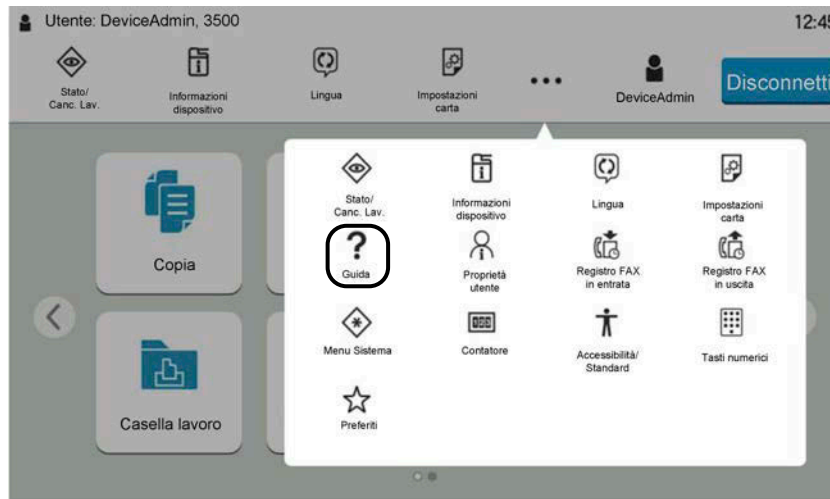 Utente: DeviceAdmin, 3500
12:45
Stato/
Canc. Lav.
Informazioni
dispositivo
Lingua
Impostazioni
carta
DeviceAdmin
Disconnetti
Stato/
Canc. Lav.
Informazioni
dispositivo
Lingua
Impostazioni
carta
Guida
Proprietà
utente
Registro FAX
in entrata
Registro FAX
in uscita
Menu Sistema
Contatore
Accessibilità/
Standard
Tasti numerici
Preferiti
Copia
Casella lavoro